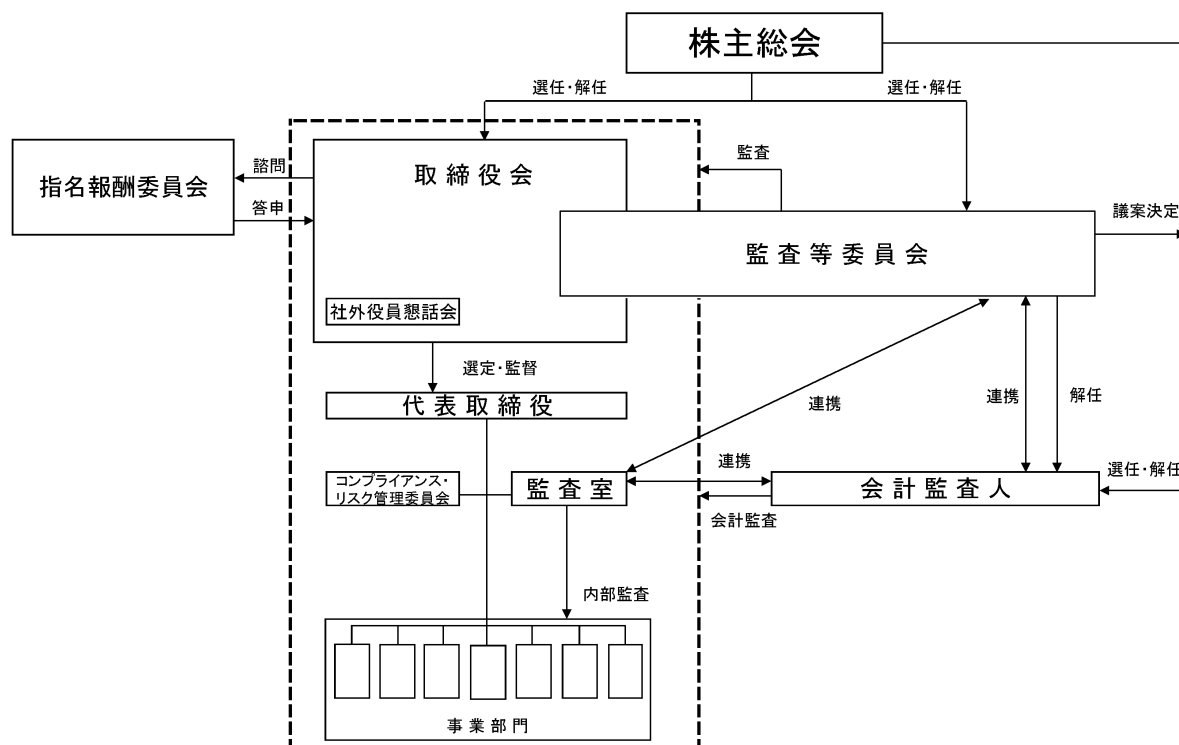 株主総会
選任・解任
選任・解任
指名報酬委員会
諮問
答申
取締役会
監査
監査等委員会
議案決定
社外役員懇話会
選定・監督
代表取締役
連携
連携
解任
コンプライアンス・
リスク管理委員会
監査室
連携
会計監査人
選任・解任
会計監査
内部監査
事業部門